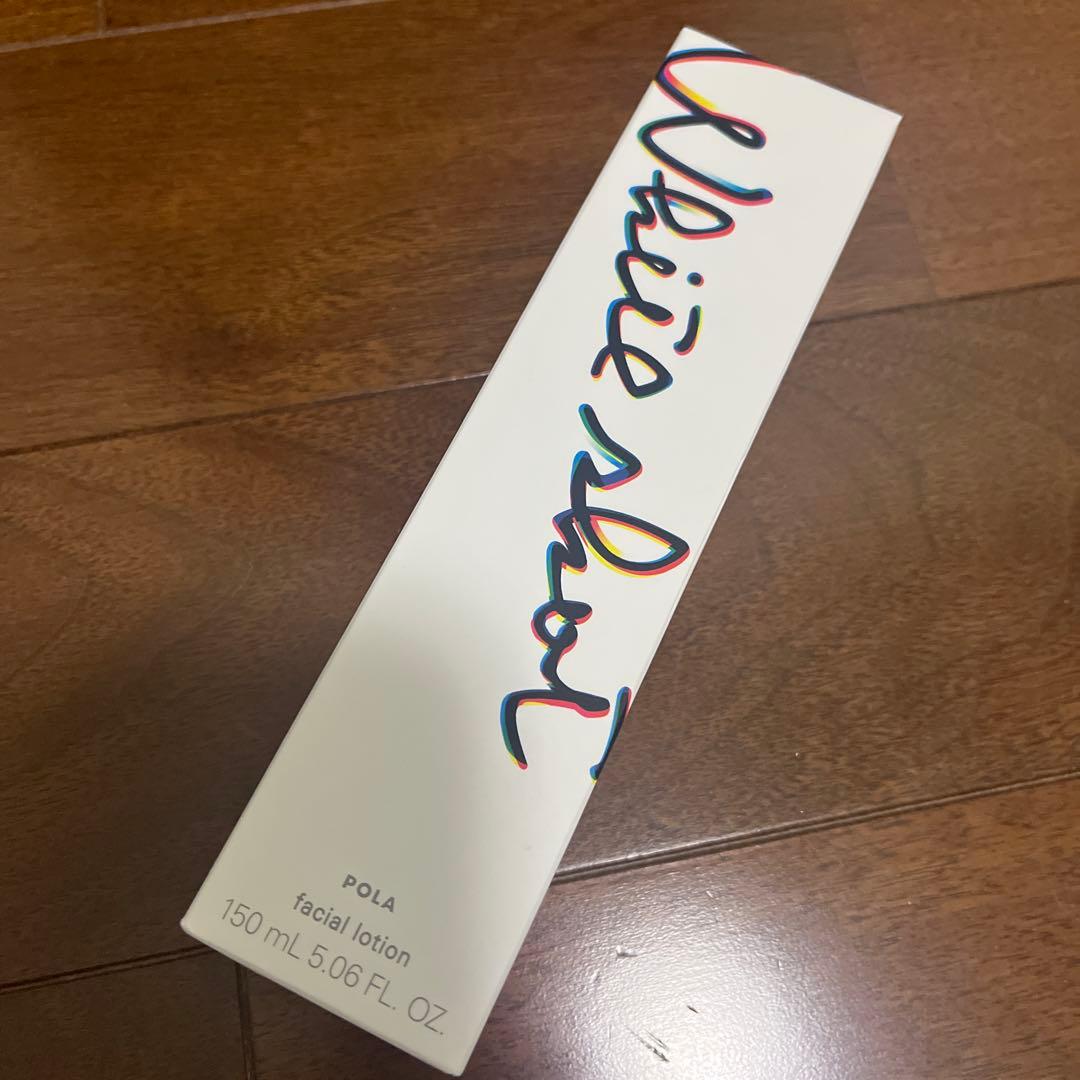 White shot
POLA
facial lotion
150 mL 5.06 FL. OZ.